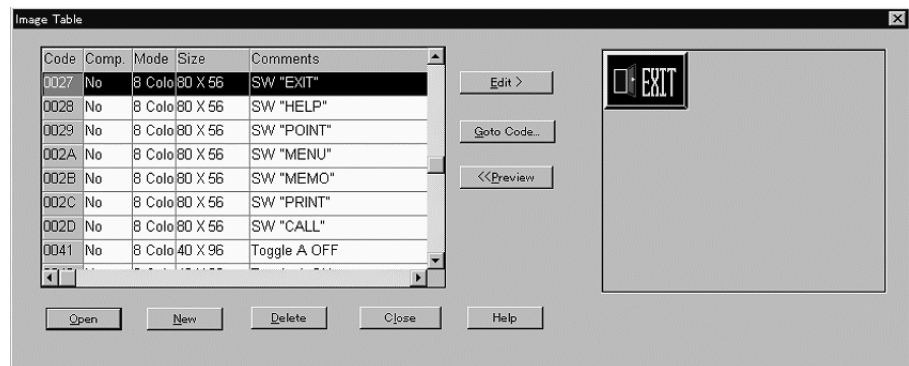 Image Table
Code Comp. Mode Size Comments
0027 No 8 Colo 80 X 56 SW "EXIT"
0028 No 8 Colo 80 X 56 SW "HELP"
0029 No 8 Colo 80 X 56 SW "POINT"
002A No 8 Colo 80 X 56 SW "MENU"
002B No 8 Colo 80 X 56 SW "MEMO"
002C No 8 Colo 80 X 56 SW "PRINT"
002D No 8 Colo 80 X 56 SW "CALL"
0041 No 8 Colo 40 X 96 Toggle A OFF
Edit >
Goto Code...
<<Preview
EXIT
Open New Delete Close Help